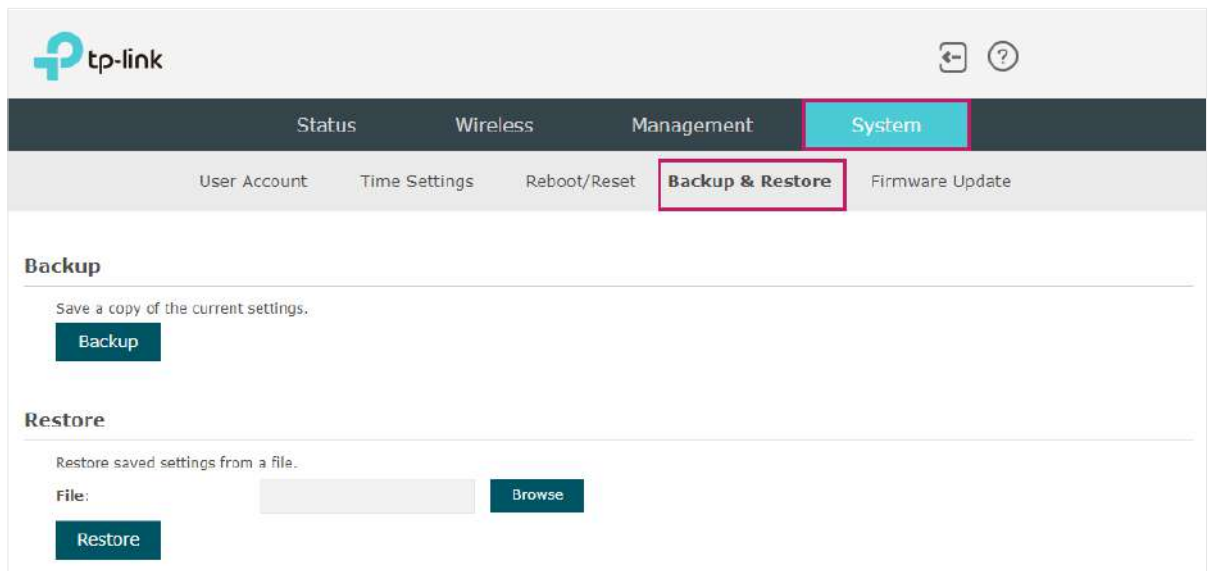 tp-link
?
Status Wireless Management System
User Account Time Settings Reboot/Reset Backup & Restore Firmware Update
Backup
Save a copy of the current settings.
Backup
Restore
Restore saved settings from a file.
File: Browse
Restore